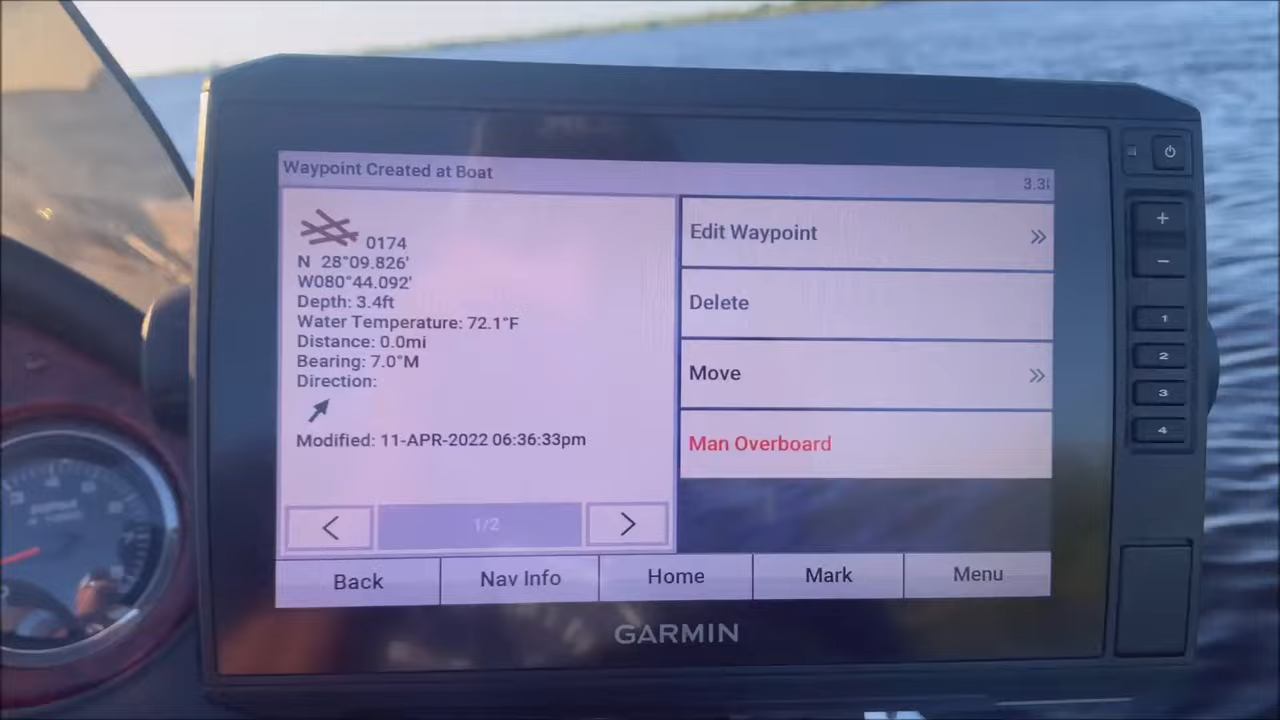 Waypoint Created at Boat
0174
N 28°09.826'
W080°44.092'
Depth: 3.4ft
Water Temperature: 72.1°F
Distance: 0.0mi
Bearing: 7.0°M
Direction:
Modified: 11-APR-2022 06:36:33pm
<
1/2
>
3.3
Edit Waypoint »
Delete
Move »
Man Overboard
Back Nav Info Home Mark Menu
GARMIN
+
−
1
2
3
4